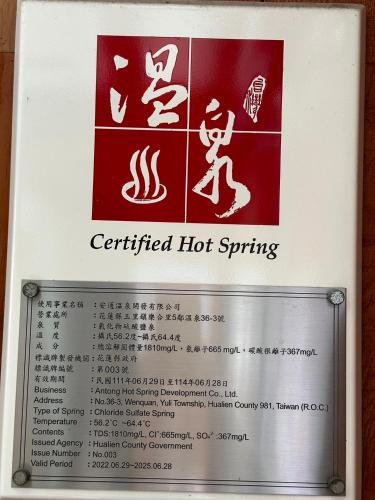 溫
泉
臺灣
Certified Hot Spring
使用事業名稱：安通溫泉開發有限公司
營業處所：花蓮縣玉里鎮樂合里5鄰溫泉36-3號
泉質：氯化物硫酸鹽泉
溫度：攝氏56.2度~攝氏64.4度
成分：總溶解固體量1810mg/L，氯離子665 mg/L，硫酸根離子367mg/L
標識牌製發機關：花蓮縣政府
標識牌編號：第003號
有效期間：民國111年06月29日至114年06月28日
Business : Antong Hot Spring Development Co., Ltd.
Address : No.36-3, Wenquan, Yuli Township, Hualien County 981, Taiwan (R.O.C.)
Type of Spring : Chloride Sulfate Spring
Temperature : 56.2˚C ~64.4˚C
Contents : TDS:1810mg/L, Cl⁻:665mg/L, SO₄²⁻:367mg/L
Issued Agency : Hualien County Government
Issue Number : No.003
Valid Period : 2022.06.29~2025.06.28